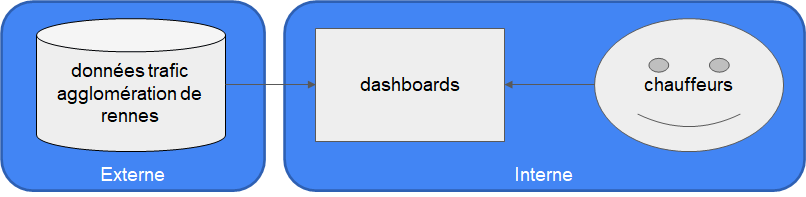 données trafic
agglomération de
rennes
dashboards
chauffeurs
Externe
Interne